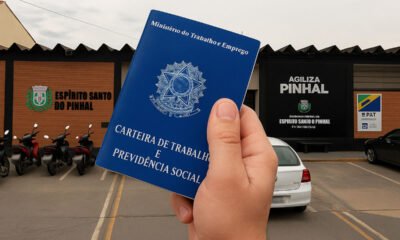 Ministério do Trabalho e Emprego
CARTEIRA DE TRABALHO
E
PREVIDÊNCIA SOCIAL
ESPÍRITO SANTO
DO PINHAL
AGILIZA
PINHAL
ESPÍRITO SANTO DO PINHAL
PAT